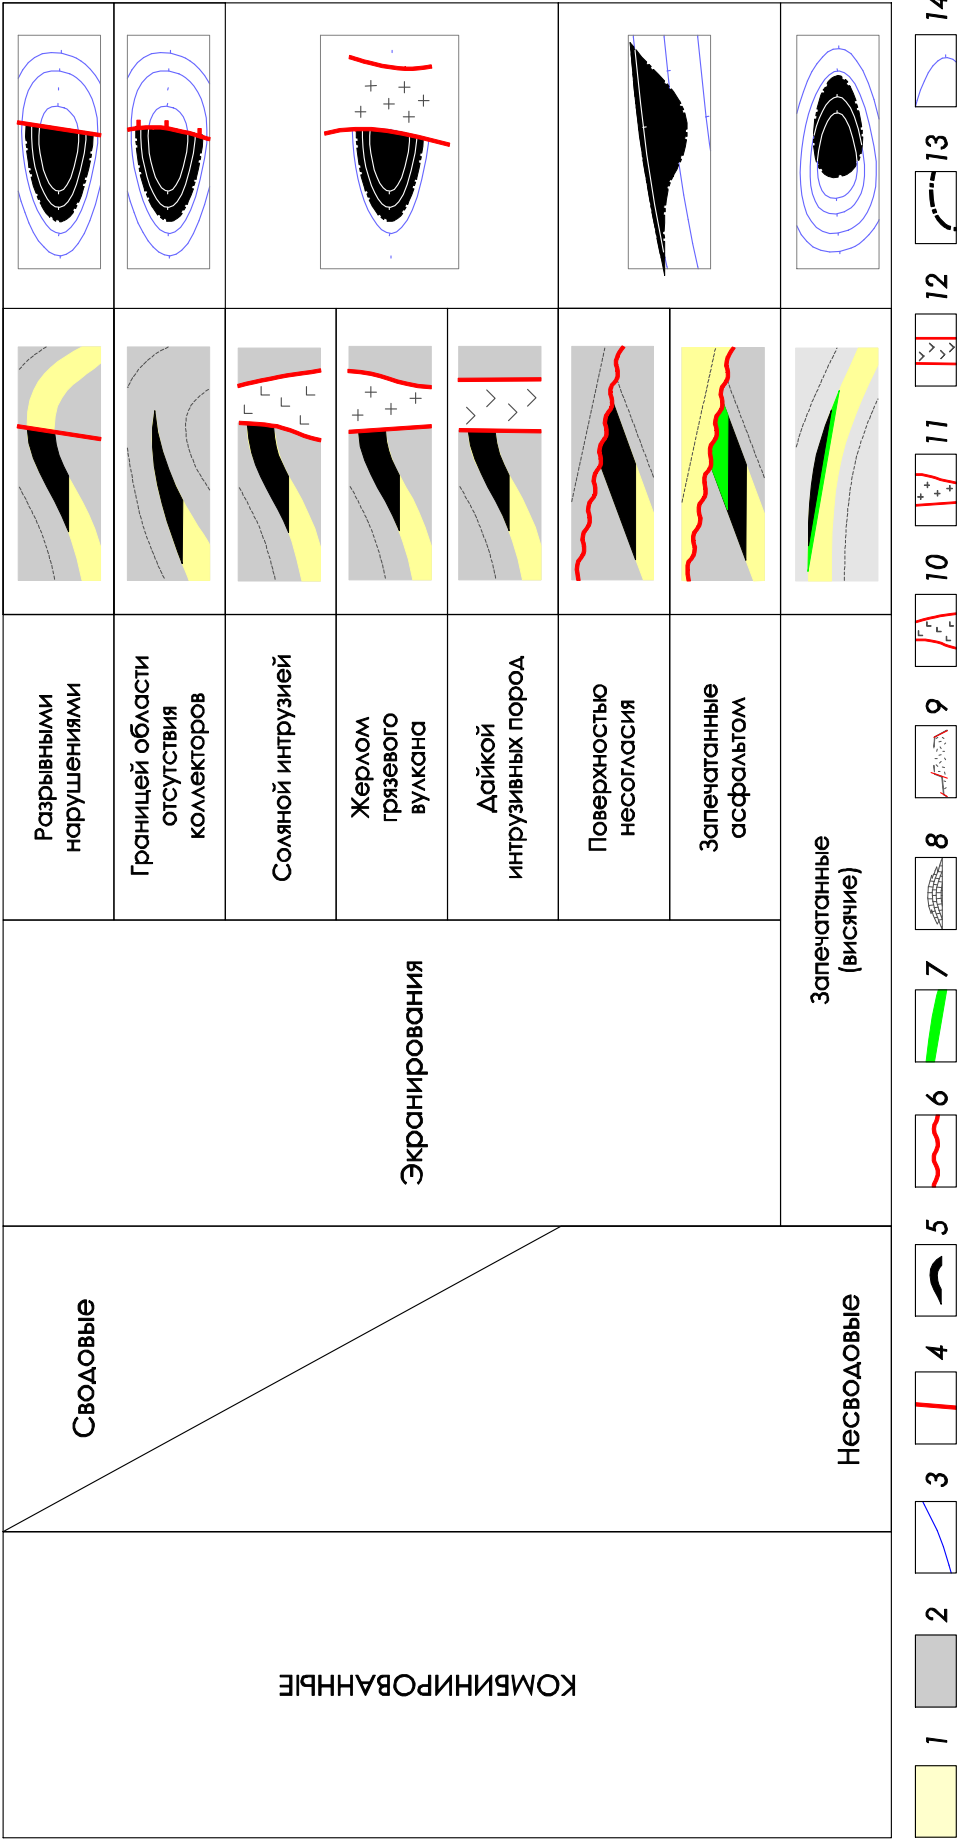 КОМБИНИРОВАННЫЕ
Сводовые
Несводовые
Экранирования
Запечатанные
(висячие)
Разрывными
нарушениями
Границей области
отсутствия
коллекторов
Соляной интрузией
Жерлом
грязевого
вулкана
Дайкой
интрузивных пород
Поверхностью
несогласия
Запечатанные
асфальтом
1
2
3
4
5
6
7
8
9
10
11
12
13
14